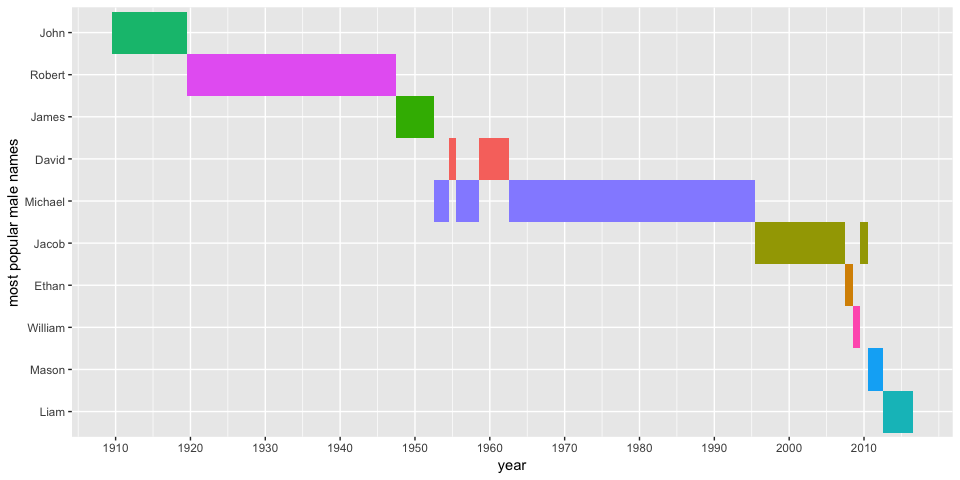 most popular male names
John
Robert
James
David
Michael
Jacob
Ethan
William
Mason
Liam
1910 1920 1930 1940 1950 1960 1970 1980 1990 2000 2010
year